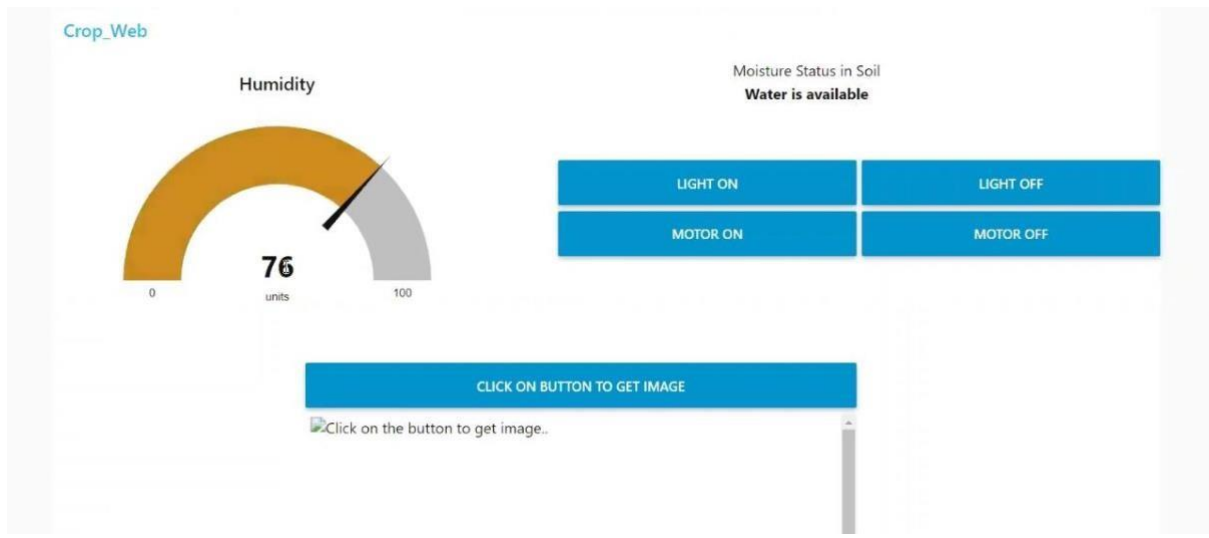 Crop_Web
Humidity
76
0
units
100
Moisture Status in Soil
Water is available
LIGHT ON
LIGHT OFF
MOTOR ON
MOTOR OFF
CLICK ON BUTTON TO GET IMAGE
Click on the button to get image..